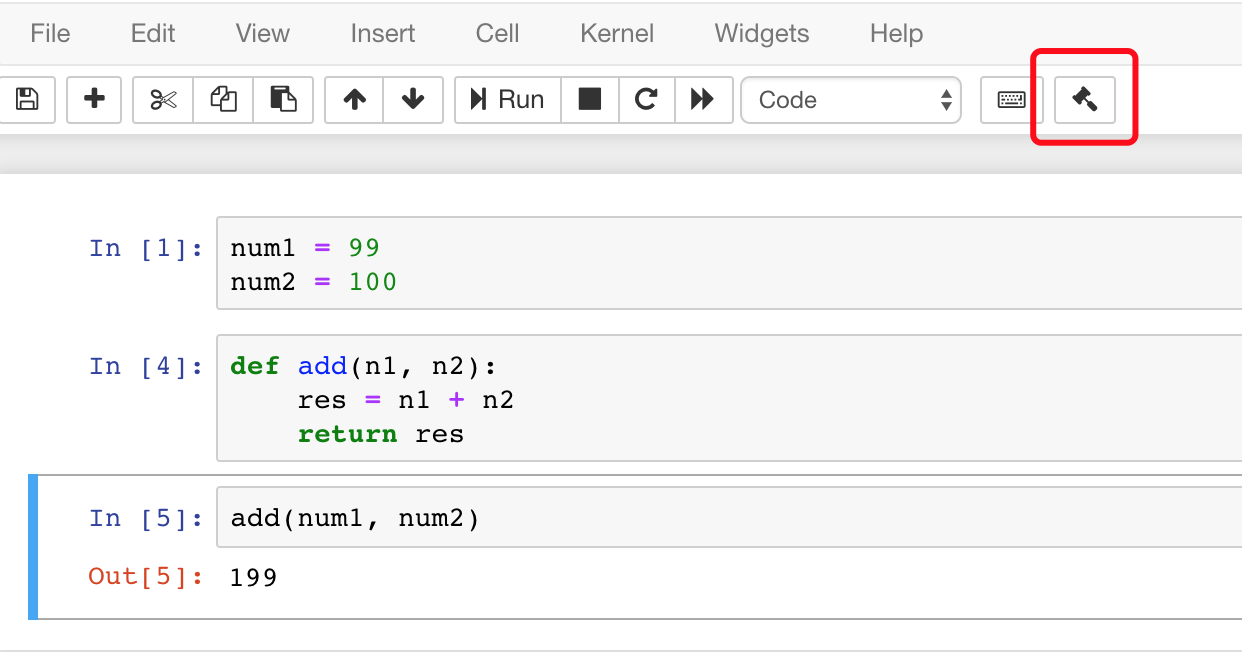 File Edit View Insert Cell Kernel Widgets Help
Run Code
In [1]: num1 = 99
num2 = 100
In [4]: def add(n1, n2):
    res = n1 + n2
    return res
In [5]: add(num1, num2)
Out[5]: 199